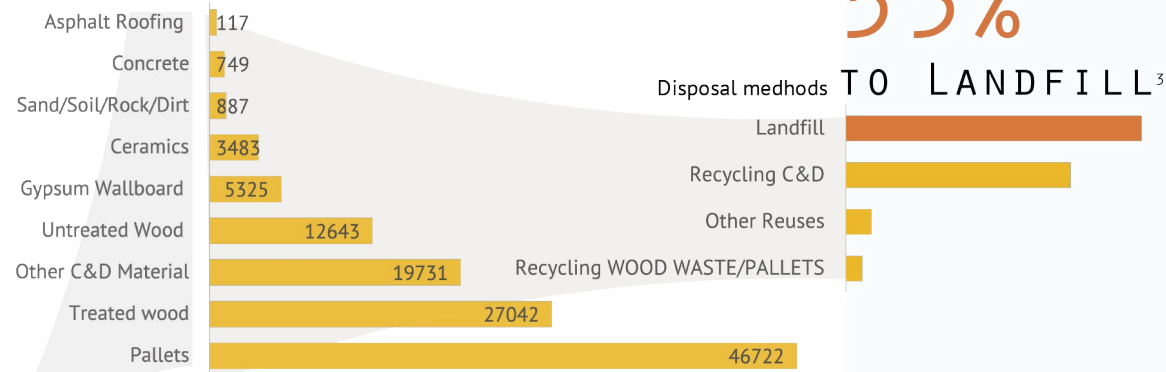 Asphalt Roofing 117
Concrete 749
Sand/Soil/Rock/Dirt 887
Ceramics 3483
Gypsum Wallboard 5325
Untreated Wood 12643
Other C&D Material 19731
Treated wood 27042
Pallets 46722
TO LANDFILL3
Disposal medhods
Landfill
Recycling C&D
Other Reuses
Recycling WOOD WASTE/PALLETS